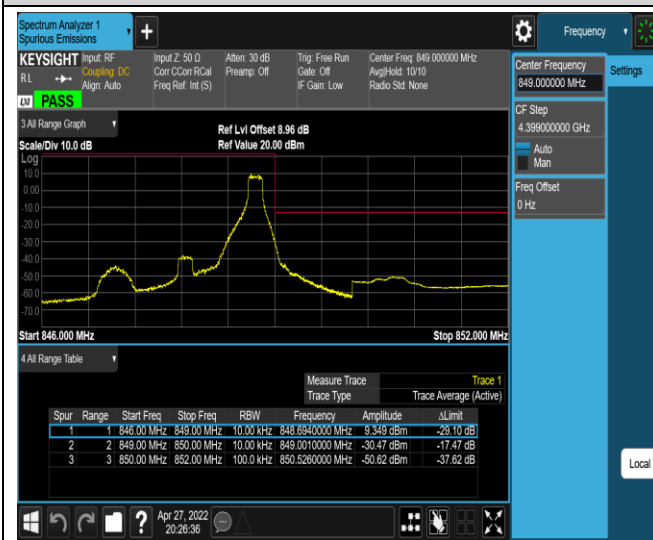 Spectrum Analyzer 1
Spurious Emissions
Frequency
KEYSIGHT Input: RF
Coupling: DC
Align: Auto
Input Z: 50 Ω
Corr CCorr RCal
Freq Ref: Int (S)
Atten: 30 dB
Preamp: Off
Trig: Free Run
Gate: Off
IF Gain: Low
Center Freq: 849.000000 MHz
Avg|Hold: 10/10
Radio Std: None
RL
LXI PASS
Center Frequency
849.000000 MHz
Settings
CF Step
4.399000000 GHz
Auto
Man
Freq Offset
0 Hz
3 All Range Graph
Ref Lvl Offset 8.96 dB
Scale/Div 10.0 dB
Ref Value 20.00 dBm
Log
10.0
0.00
-10.0
-20.0
-30.0
-40.0
-50.0
-60.0
-70.0
Start 846.000 MHz
Stop 852.000 MHz
4 All Range Table
Measure Trace Trace 1
Trace Type Trace Average (Active)
Spur Range Start Freq Stop Freq RBW Frequency Amplitude ΔLimit
1 1 846.00 MHz 849.00 MHz 10.00 kHz 848.6940000 MHz 9.349 dBm -29.10 dB
2 2 849.00 MHz 850.00 MHz 10.00 kHz 849.0010000 MHz -30.47 dBm -17.47 dB
3 3 850.00 MHz 852.00 MHz 100.0 kHz 850.5260000 MHz -50.62 dBm -37.62 dB
Local
Apr 27, 2022
20:26:36